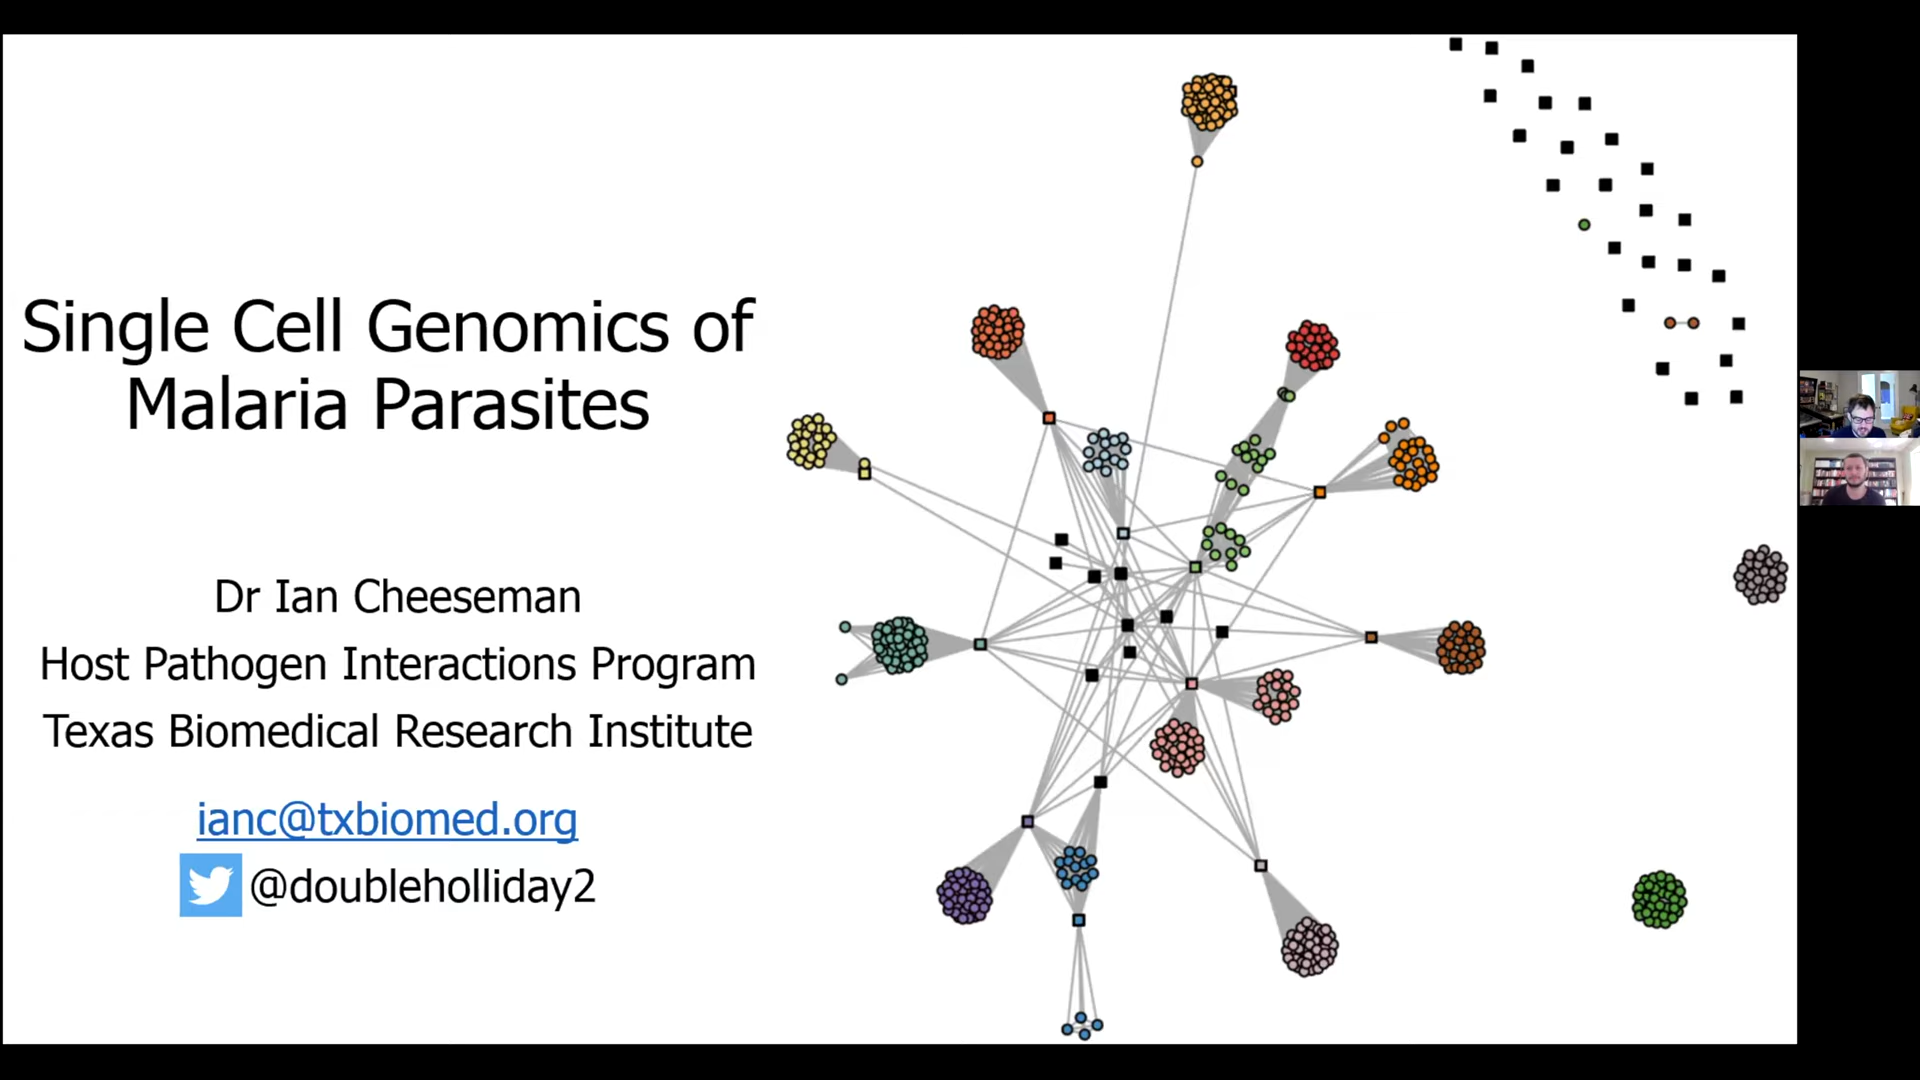 Single Cell Genomics of
Malaria Parasites
Dr Ian Cheeseman
Host Pathogen Interactions Program
Texas Biomedical Research Institute
ianc@txbiomed.org
@doubleholliday2